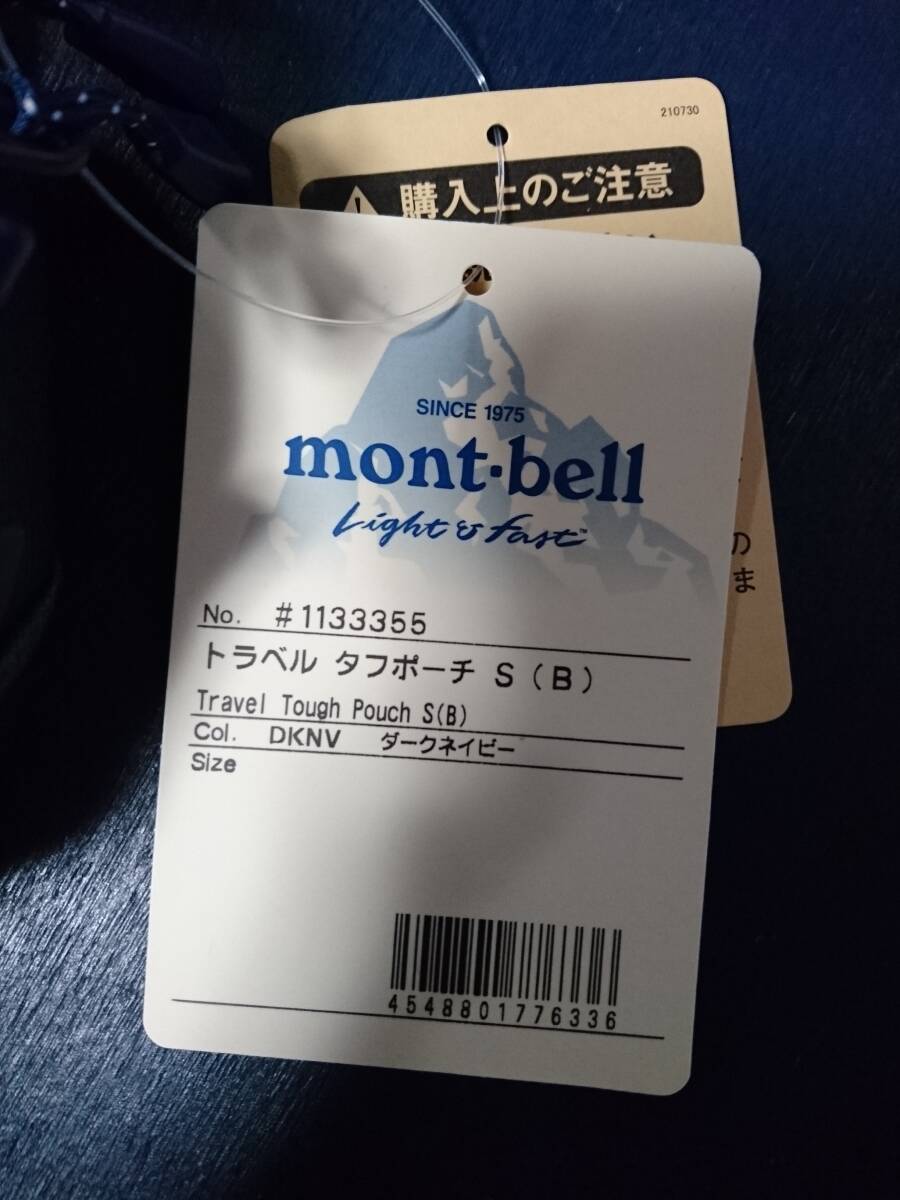 210730
購入上のご注意
の
ま
SINCE 1975
mont-bell
Light & Fast™
No. #1133355
トラベル タフポーチ S(B)
Travel Tough Pouch S(B)
Col. DKNV ダークネイビー
Size
4548801776336